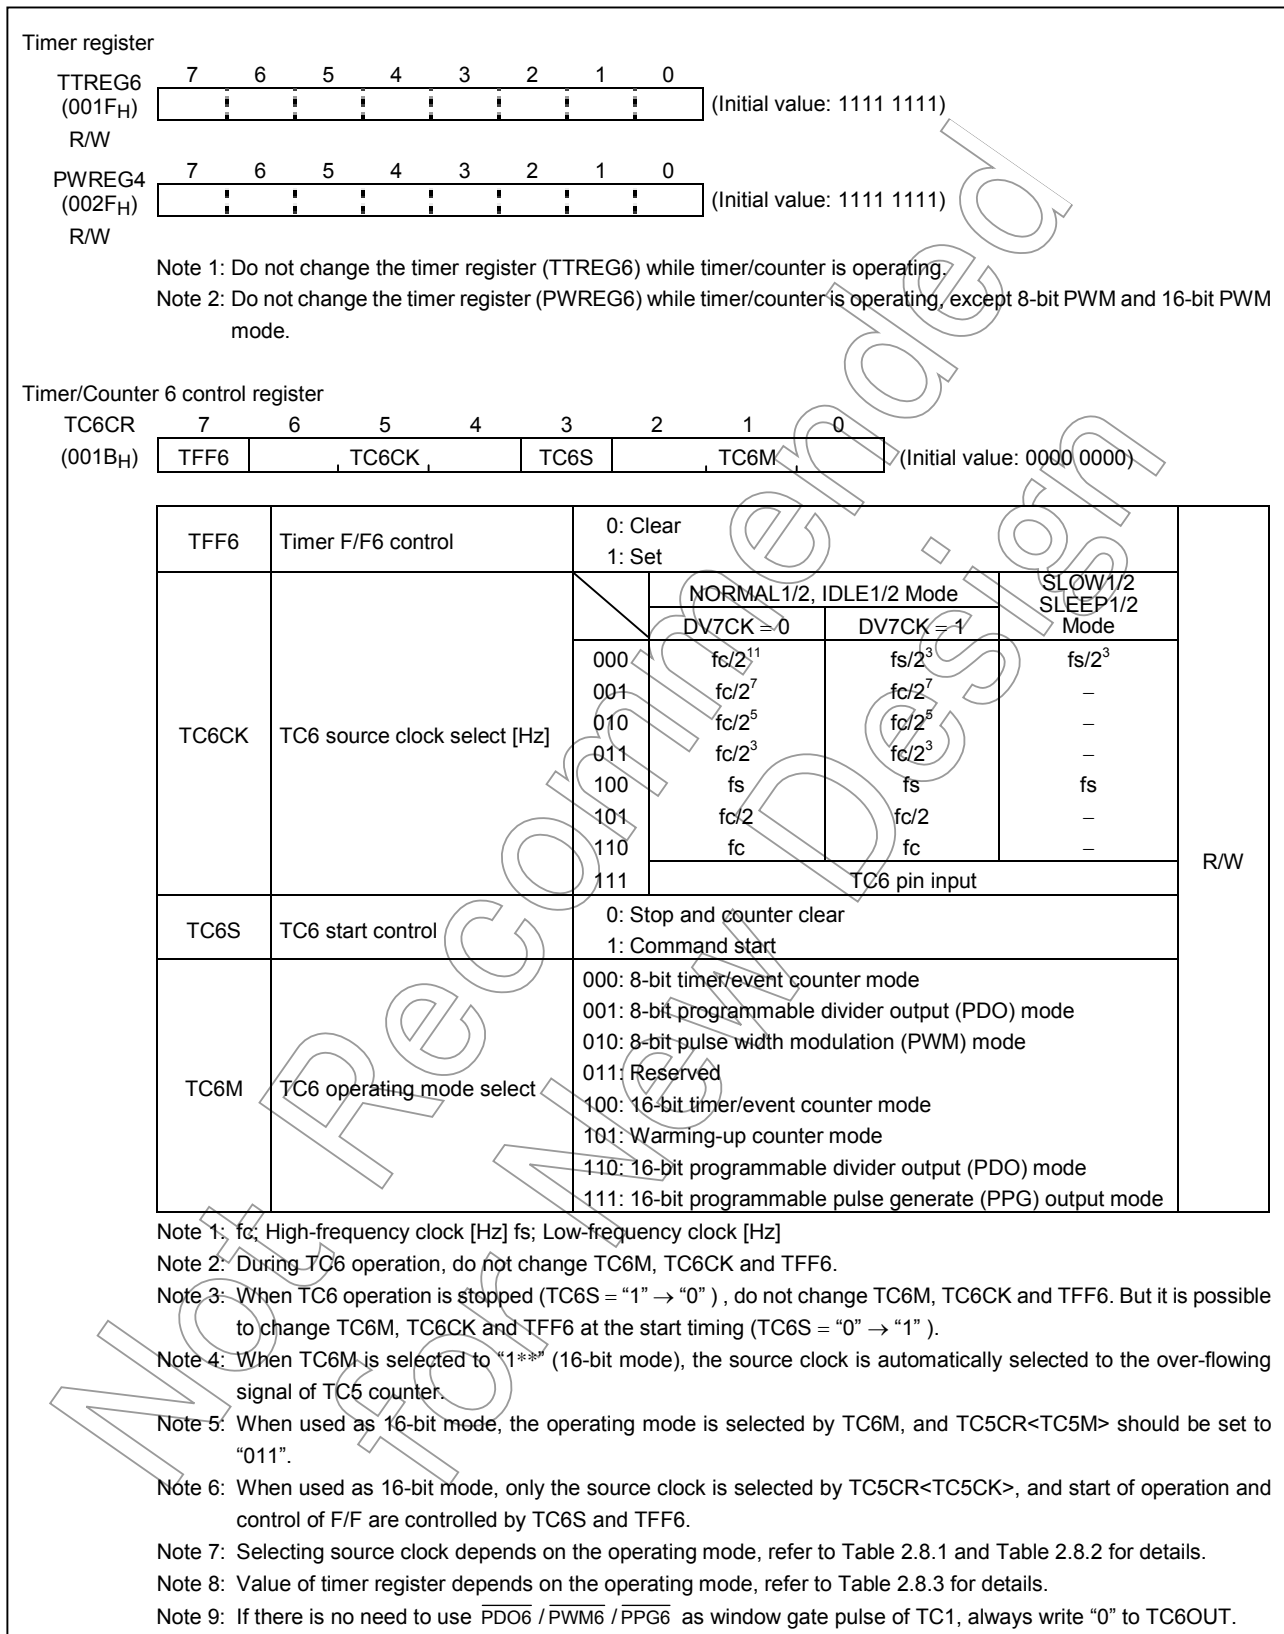 Timer register
TTREG6
(001FH)
R/W
7 6 5 4 3 2 1 0
(Initial value: 1111 1111)
PWREG4
(002FH)
R/W
7 6 5 4 3 2 1 0
(Initial value: 1111 1111)
Note 1: Do not change the timer register (TTREG6) while timer/counter is operating.
Note 2: Do not change the timer register (PWREG6) while timer/counter is operating, except 8-bit PWM and 16-bit PWM
mode.
Timer/Counter 6 control register
TC6CR 7 6 5 4 3 2 1 0
(001BH) TFF6 TC6CK TC6S TC6M (Initial value: 0000 0000)
TFF6 Timer F/F6 control
0: Clear
1: Set
R/W
TC6CK TC6 source clock select [Hz]
NORMAL1/2, IDLE1/2 Mode
SLOW1/2
SLEEP1/2
Mode
DV7CK = 0 DV7CK = 1
000 fc/2¹¹ fs/2³ fs/2³
001 fc/2⁷ fc/2⁷ –
010 fc/2⁵ fc/2⁵ –
011 fc/2³ fc/2³ –
100 fs fs fs
101 fc/2 fc/2 –
110 fc fc –
111 TC6 pin input
TC6S TC6 start control
0: Stop and counter clear
1: Command start
TC6M TC6 operating mode select
000: 8-bit timer/event counter mode
001: 8-bit programmable divider output (PDO) mode
010: 8-bit pulse width modulation (PWM) mode
011: Reserved
100: 16-bit timer/event counter mode
101: Warming-up counter mode
110: 16-bit programmable divider output (PDO) mode
111: 16-bit programmable pulse generate (PPG) output mode
Note 1: fc; High-frequency clock [Hz] fs; Low-frequency clock [Hz]
Note 2: During TC6 operation, do not change TC6M, TC6CK and TFF6.
Note 3: When TC6 operation is stopped (TC6S = “1” → “0” ) , do not change TC6M, TC6CK and TFF6. But it is possible
to change TC6M, TC6CK and TFF6 at the start timing (TC6S = “0” → “1” ).
Note 4: When TC6M is selected to “1**” (16-bit mode), the source clock is automatically selected to the over-flowing
signal of TC5 counter.
Note 5: When used as 16-bit mode, the operating mode is selected by TC6M, and TC5CR<TC5M> should be set to
“011”.
Note 6: When used as 16-bit mode, only the source clock is selected by TC5CR<TC5CK>, and start of operation and
control of F/F are controlled by TC6S and TFF6.
Note 7: Selecting source clock depends on the operating mode, refer to Table 2.8.1 and Table 2.8.2 for details.
Note 8: Value of timer register depends on the operating mode, refer to Table 2.8.3 for details.
Note 9: If there is no need to use PDO6 / PWM6 / PPG6 as window gate pulse of TC1, always write “0” to TC6OUT.
Not Recommended
for New Design